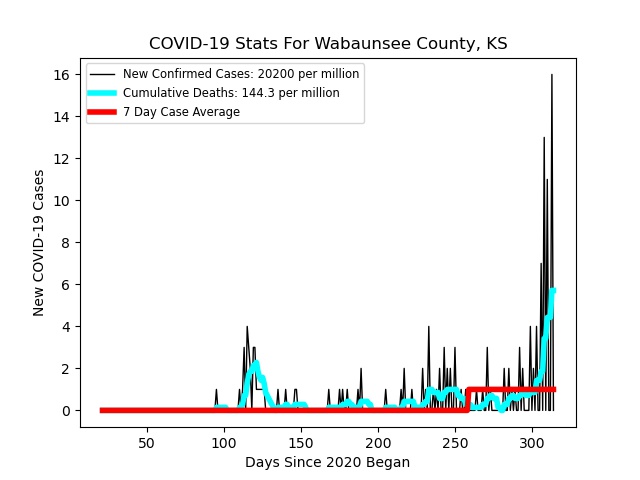 COVID-19 Stats For Wabaunsee County, KS
New Confirmed Cases: 20200 per million
Cumulative Deaths: 144.3 per million
7 Day Case Average
New COVID-19 Cases
16
14
12
10
8
6
4
2
0
50 100 150 200 250 300
Days Since 2020 Began